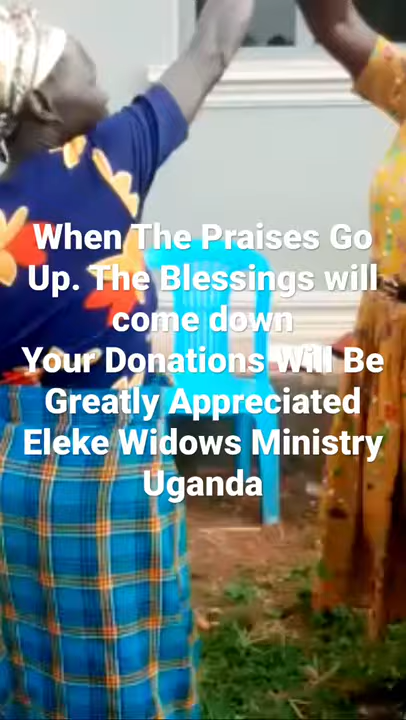 When The Praises Go
Up. The Blessings will
come down
Your Donations Will Be
Greatly Appreciated
Eleke Widows Ministry
Uganda